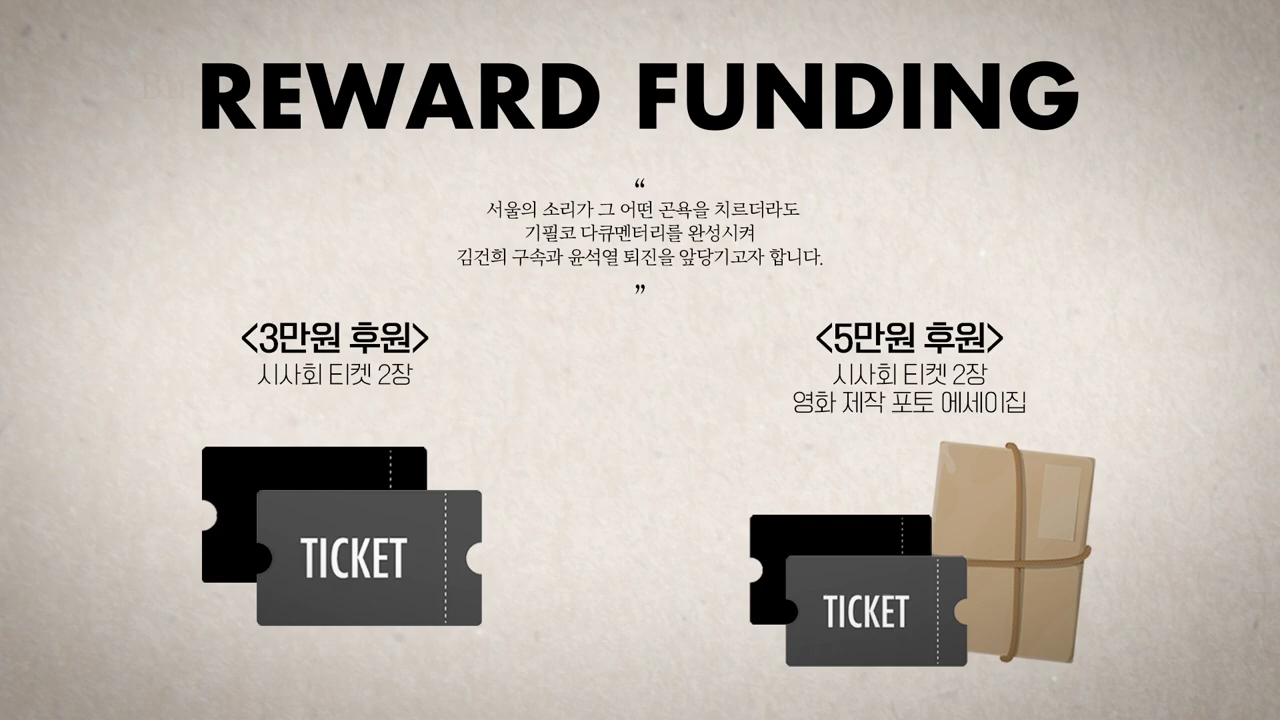 REWARD FUNDING
“
서울의 소리가 그 어떤 곤욕을 치르더라도
기필코 다큐멘터리를 완성시켜
김건희 구속과 윤석열 퇴진을 앞당기고자 합니다.
”
<3만원 후원>
시사회 티켓 2장
<5만원 후원>
시사회 티켓 2장
영화 제작 포토 에세이집
TICKET
TICKET